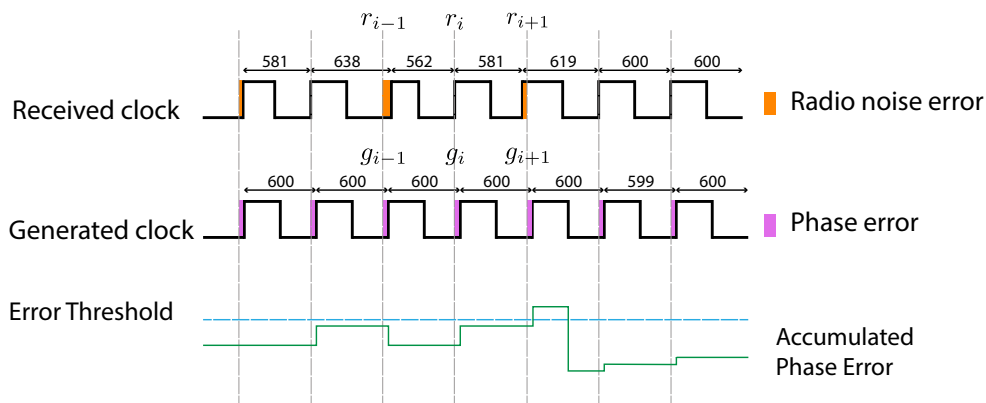 r_{i-1} r_i r_{i+1}
581 638 562 581 619 600 600
Received clock
Radio noise error
g_{i-1} g_i g_{i+1}
600 600 600 600 600 599 600
Generated clock
Phase error
Error Threshold
Accumulated
Phase Error